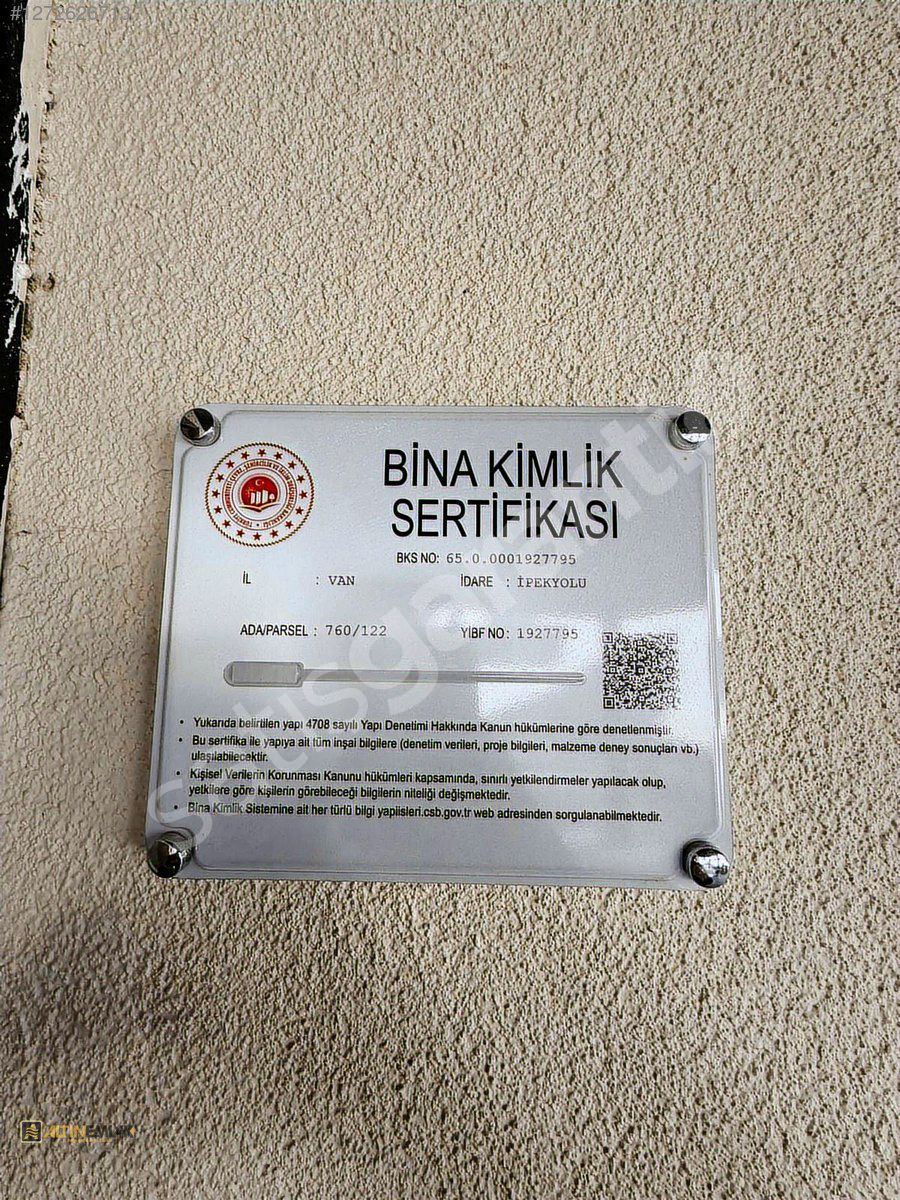 BİNA KİMLİK
SERTİFİKASI
BKS NO: 65.0.0001927795
İL : VAN İDARE : İPEKYOLU
ADA/PARSEL : 760/122 YİBF NO: 1927795
• Yukarıda belirtilen yapı 4708 sayılı Yapı Denetimi Hakkında Kanun hükümlerine göre denetlenmiştir.
• Bu sertifika ile yapıya ait tüm inşai bilgilere (denetim verileri, proje bilgileri, malzeme deney sonuçları vb.)
ulaşılabilecektir.
• Kişisel Verilerin Korunması Kanunu hükümleri kapsamında, sınırlı yetkilendirmeler yapılacak olup,
yetkilere göre kişilerin görebileceği bilgilerin niteliği değişmektedir.
• Bina Kimlik Sistemine ait her türlü bilgi yapiisleri.csb.gov.tr web adresinden sorgulanabilmektedir.
ALTIN EMLAK